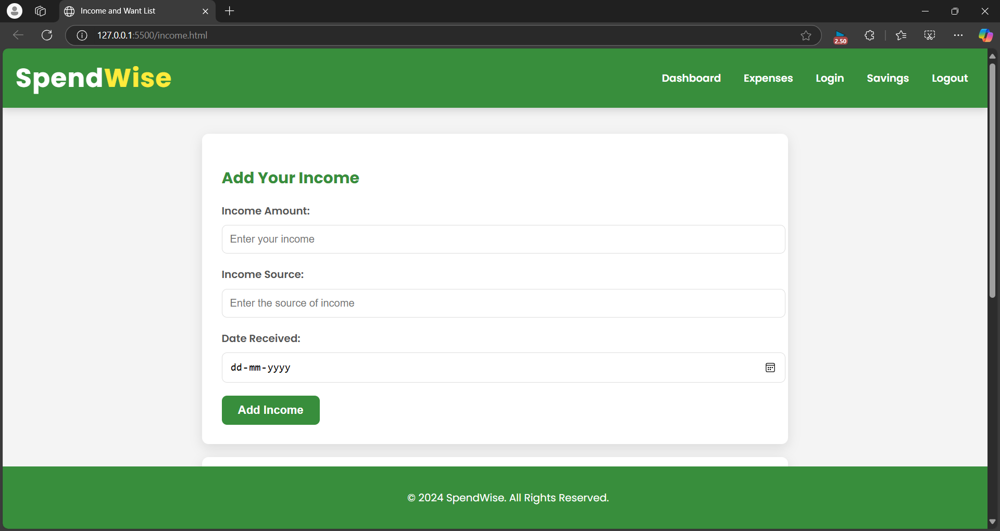 Income and Want List
127.0.0.1:5500/income.html
2.50
SpendWise
Dashboard Expenses Login Savings Logout
Add Your Income
Income Amount:
Enter your income
Income Source:
Enter the source of income
Date Received:
dd-mm-yyyy
Add Income
© 2024 SpendWise. All Rights Reserved.